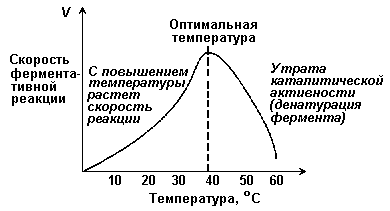 V
Оптимальная
температура
Скорость
фермента-
тивной
реакции
С повышением
температуры
растет
скорость
реакции
Утрата
каталитической
активности
(денатурация
фермента)
10 20 30 40 50 60
Температура, °С